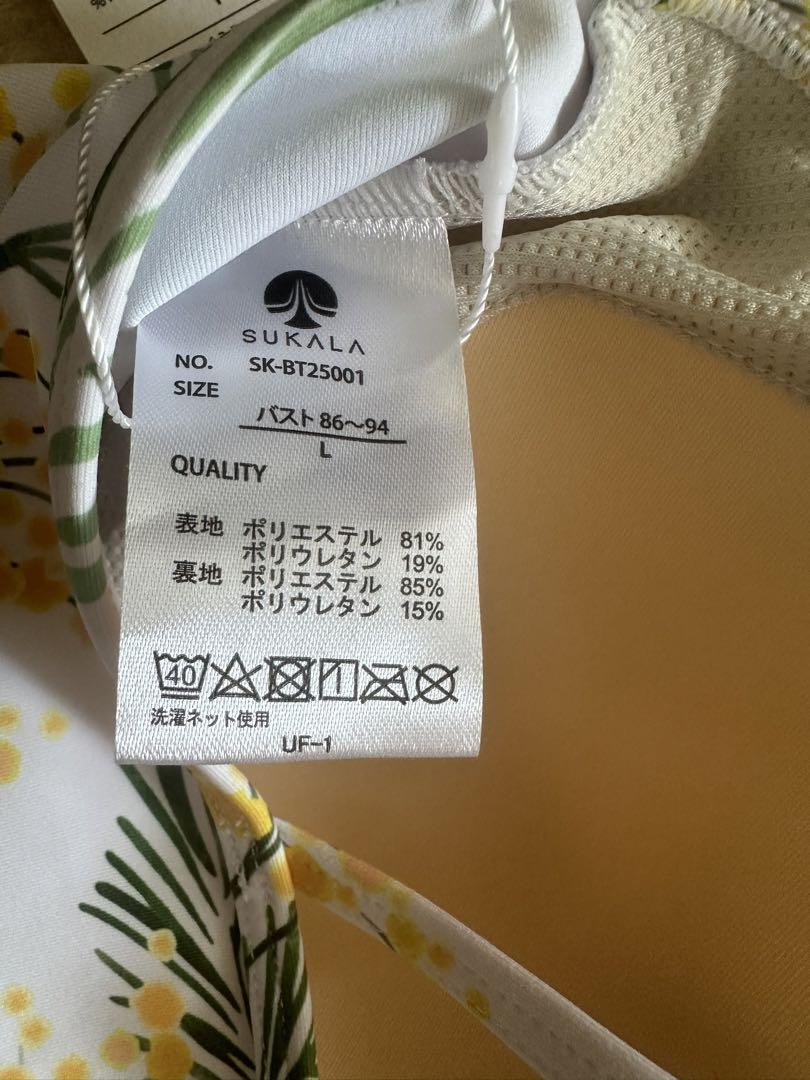 SUKALA
NO. SK-BT25001
SIZE
バスト 86～94
L
QUALITY
表地 ポリエステル 81%
ポリウレタン 19%
裏地 ポリエステル 85%
ポリウレタン 15%
40
洗濯ネット使用
UF-1